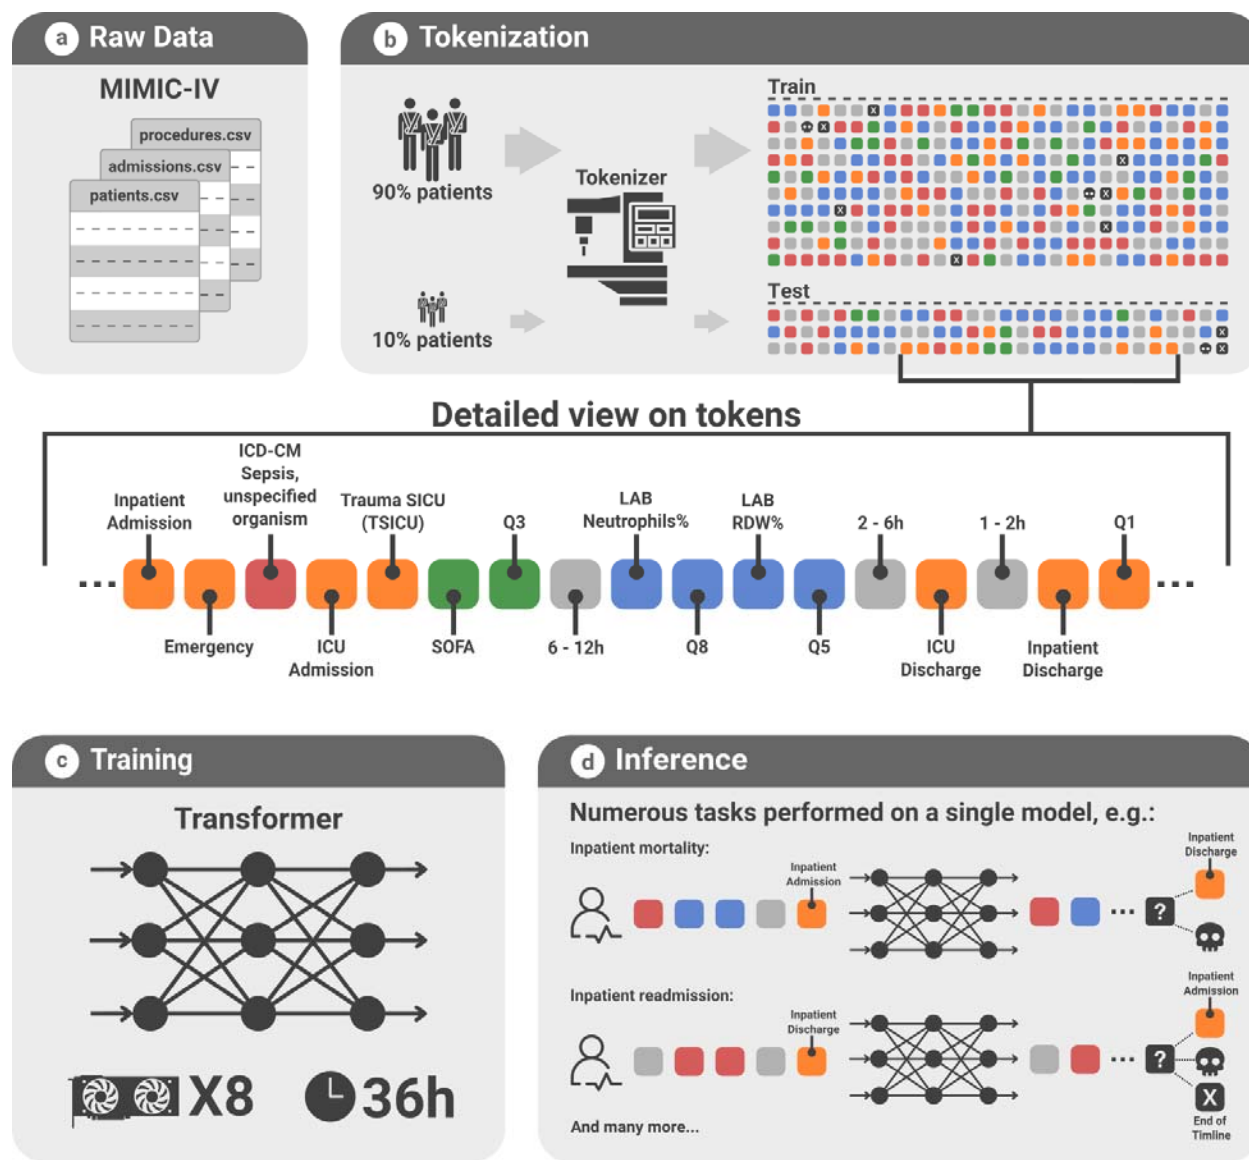 a Raw Data
MIMIC-IV
procedures.csv
admissions.csv
patients.csv
b Tokenization
90% patients
10% patients
Tokenizer
Train
Test
Detailed view on tokens
Inpatient
Admission
Emergency
ICD-CM
Sepsis,
unspecified
organism
ICU
Admission
Trauma SICU
(TSICU)
SOFA
Q3
6 - 12h
LAB
Neutrophils%
Q8
LAB
RDW%
Q5
2 - 6h
ICU
Discharge
1 - 2h
Inpatient
Discharge
Q1
c Training
Transformer
X8
36h
d Inference
Numerous tasks performed on a single model, e.g.:
Inpatient mortality:
Inpatient
Admission
?
Inpatient
Discharge
Inpatient readmission:
Inpatient
Discharge
?
Inpatient
Admission
X
End of
Timline
And many more...